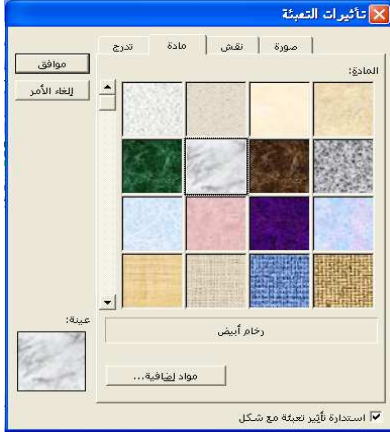 تأثيرات التعبئة
تدرج مادة نقش صورة
موافق
إلغاء الأمر
المادة:
رخام أبيض
عينة:
مواد إضافية...
استدارة تأثير تعبئة مع شكل